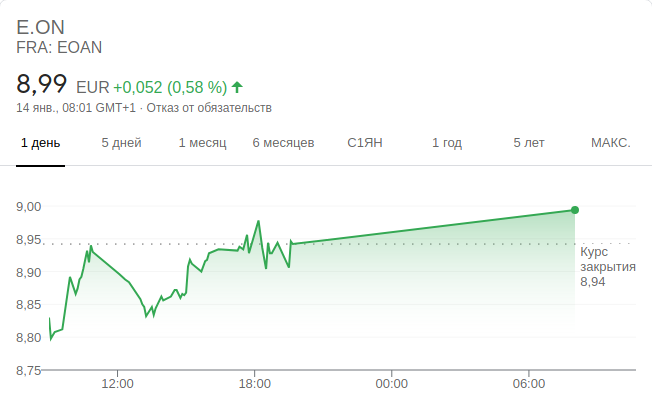 E.ON
FRA: EOAN
8,99 EUR +0,052 (0,58 %)
14 янв., 08:01 GMT+1 · Отказ от обязательств
1 день 5 дней 1 месяц 6 месяцев С1ЯН 1 год 5 лет МАКС.
9,00
8,95
Курс
закрытия
8,94
8,90
8,85
8,80
8,75
12:00 18:00 00:00 06:00